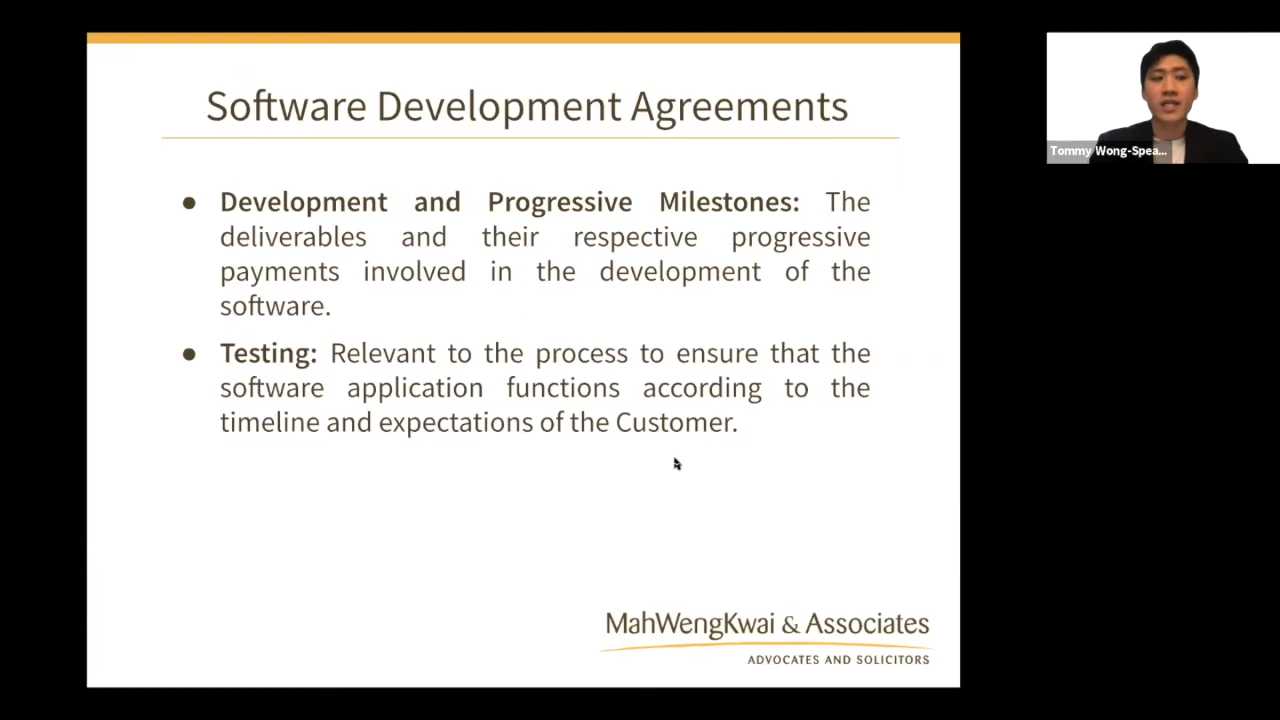 Software Development Agreements
● Development and Progressive Milestones: The
deliverables and their respective progressive
payments involved in the development of the
software.
● Testing: Relevant to the process to ensure that the
software application functions according to the
timeline and expectations of the Customer.
MahWengKwai & Associates
ADVOCATES AND SOLICITORS
Tommy Wong-Spea...